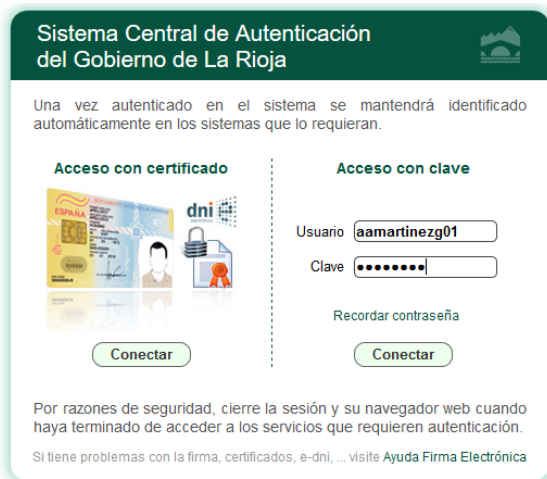 Sistema Central de Autenticación
del Gobierno de La Rioja
Una vez autenticado en el sistema se mantendrá identificado
automáticamente en los sistemas que lo requieran.
Acceso con certificado
ESPAÑA
dni
Conectar
Acceso con clave
Usuario aamartinezg01
Clave ••••••••
Recordar contraseña
Conectar
Por razones de seguridad, cierre la sesión y su navegador web cuando
haya terminado de acceder a los servicios que requieren autenticación.
Si tiene problemas con la firma, certificados, e-dni, ... visite Ayuda Firma Electrónica